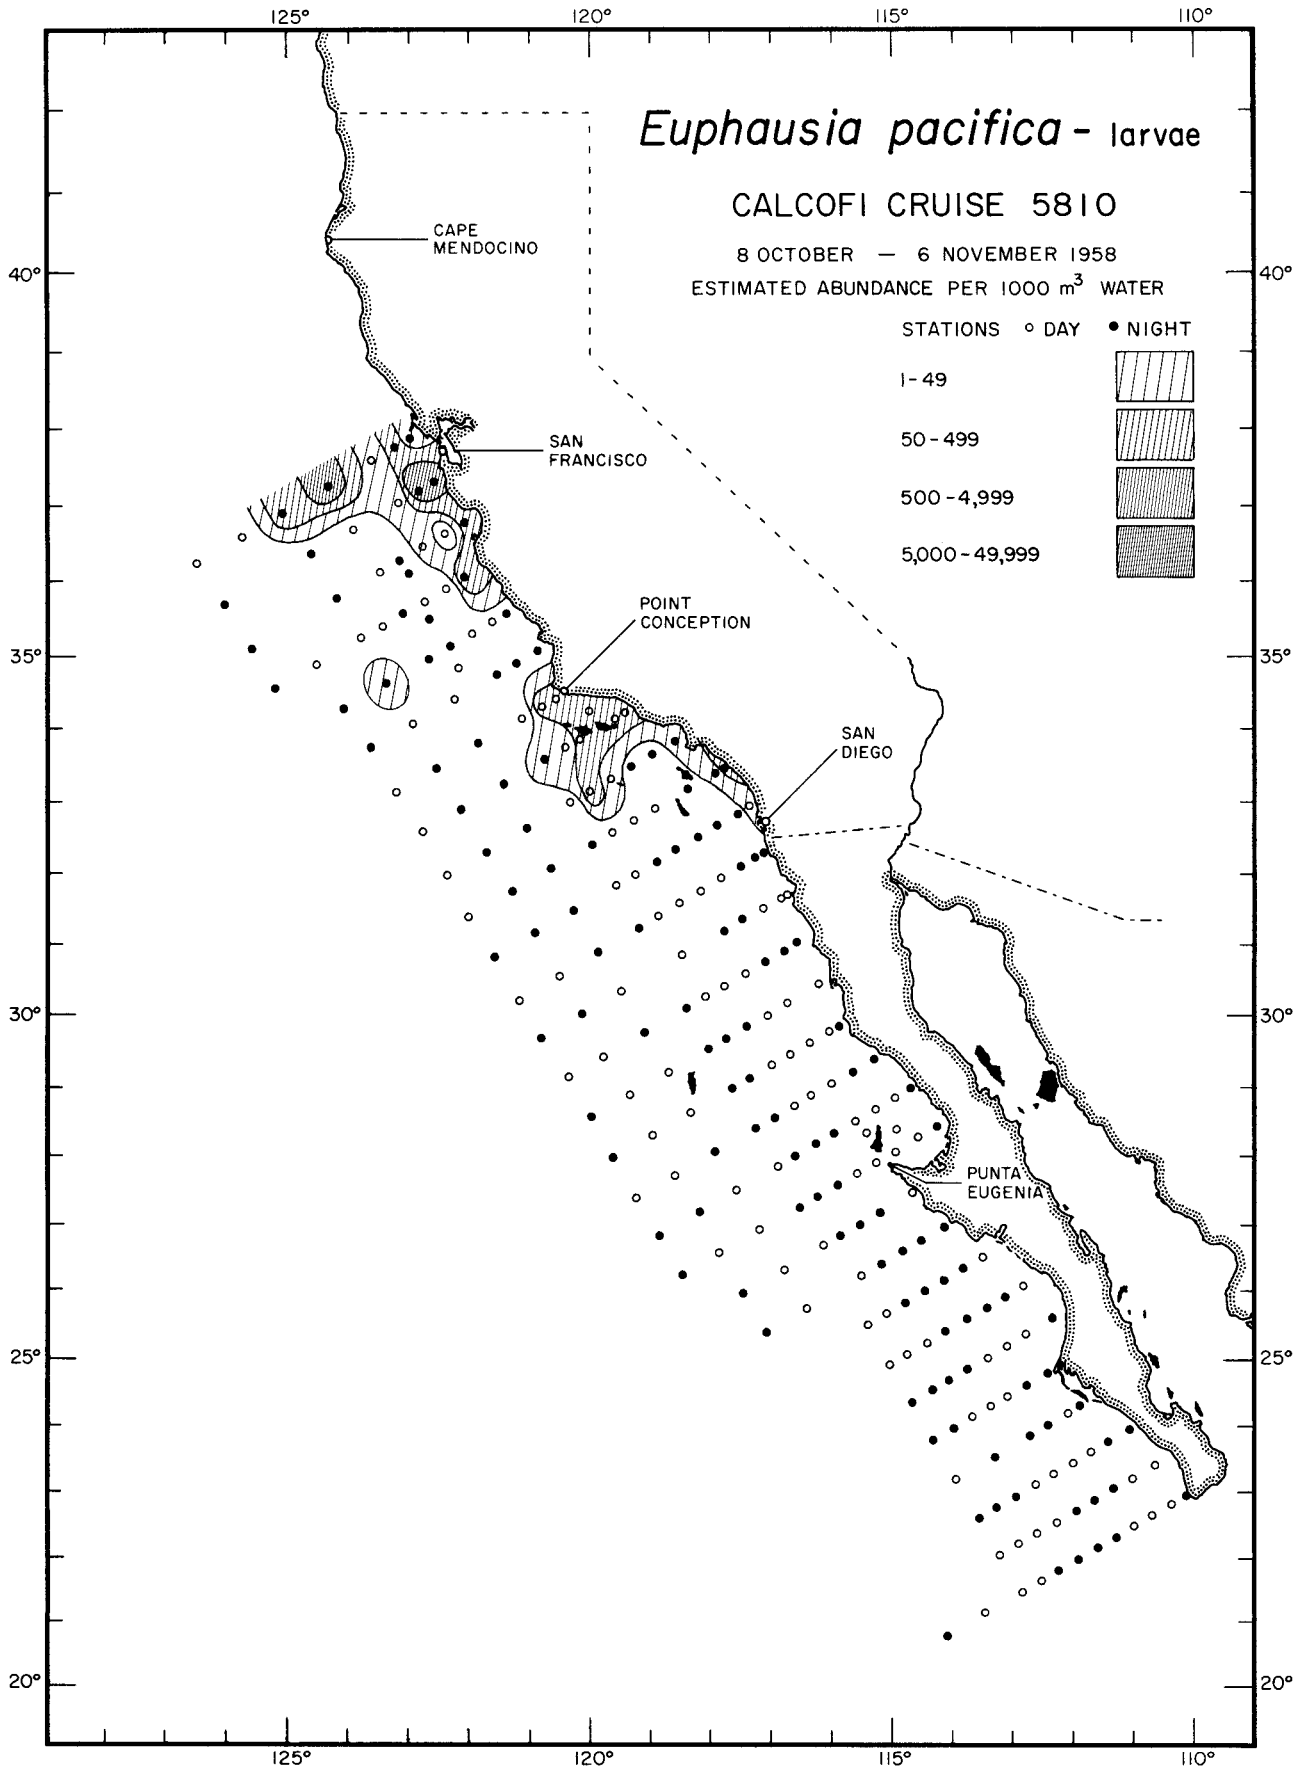 125° 120° 115° 110°
Euphausia pacifica - larvae
CALCOFI CRUISE 5810
8 OCTOBER — 6 NOVEMBER 1958
ESTIMATED ABUNDANCE PER 1000 m³ WATER
STATIONS ○ DAY ● NIGHT
1-49
50-499
500-4,999
5,000-49,999
CAPE
MENDOCINO
40° 40°
SAN
FRANCISCO
POINT
CONCEPTION
35° 35°
SAN
DIEGO
30° 30°
PUNTA
EUGENIA
25° 25°
20° 20°
125° 120° 115° 110°